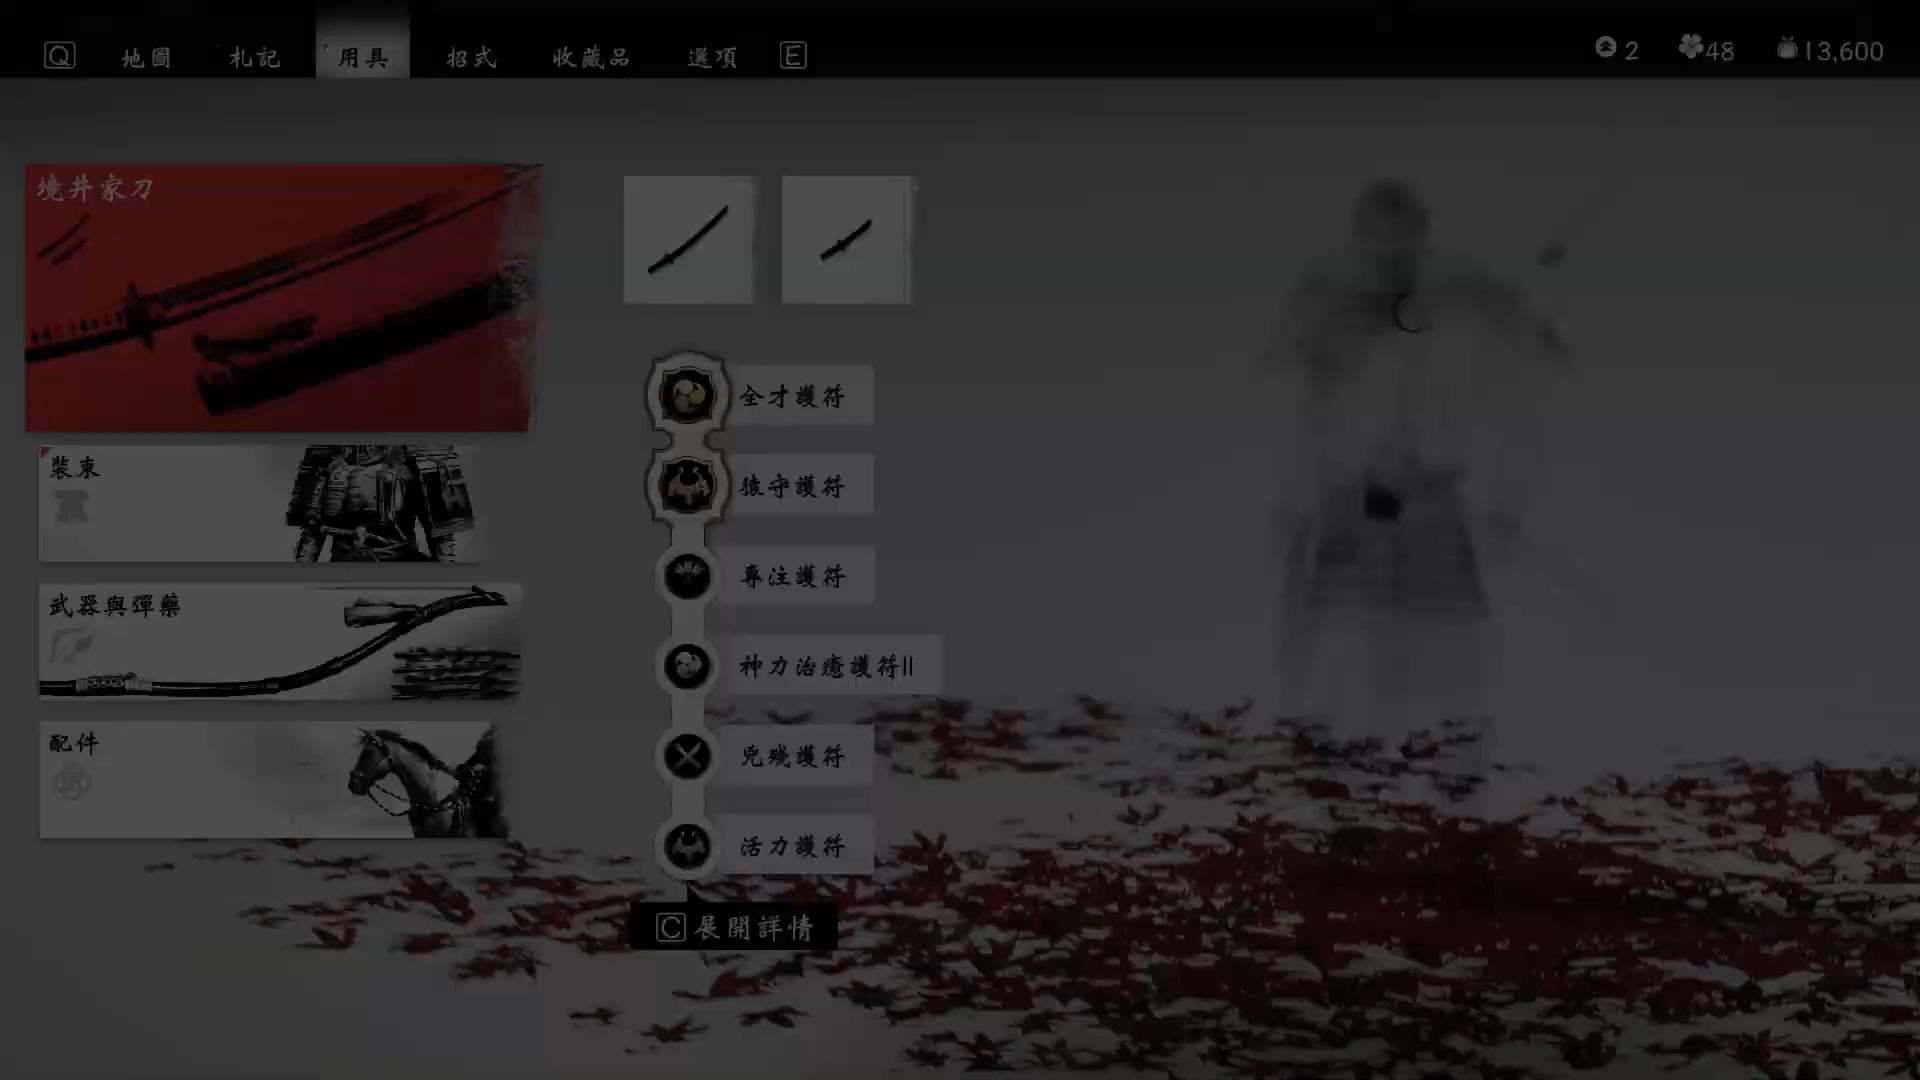 Q 地圖 札記 用具 招式 收藏品 選項 E 2 48 13,600
境井家刀
裝束
武器與彈藥
配件
全才護符
猿守護符
專注護符
神力治癒護符II
兇殘護符
活力護符
C 展開詳情